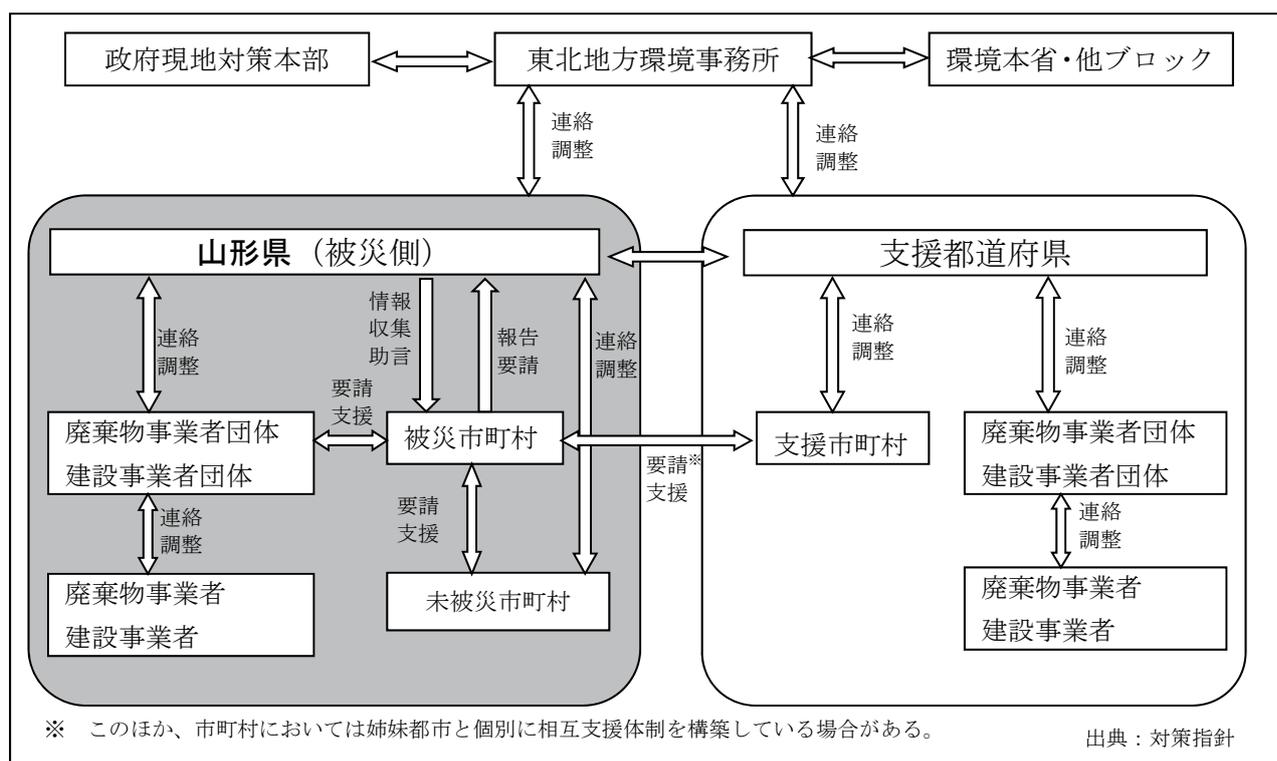 政府現地対策本部
東北地方環境事務所
環境本省・他ブロック
連絡
調整
連絡
調整
山形県（被災側）
支援都道府県
連絡
調整
情報
収集
助言
報告
要請
連絡
調整
連絡
調整
連絡
調整
要請
支援
廃棄物事業者団体
建設事業者団体
被災市町村
要請※
支援
支援市町村
廃棄物事業者団体
建設事業者団体
連絡
調整
要請
支援
連絡
調整
廃棄物事業者
建設事業者
未被災市町村
廃棄物事業者
建設事業者
※　このほか、市町村においては姉妹都市と個別に相互支援体制を構築している場合がある。
出典：対策指針